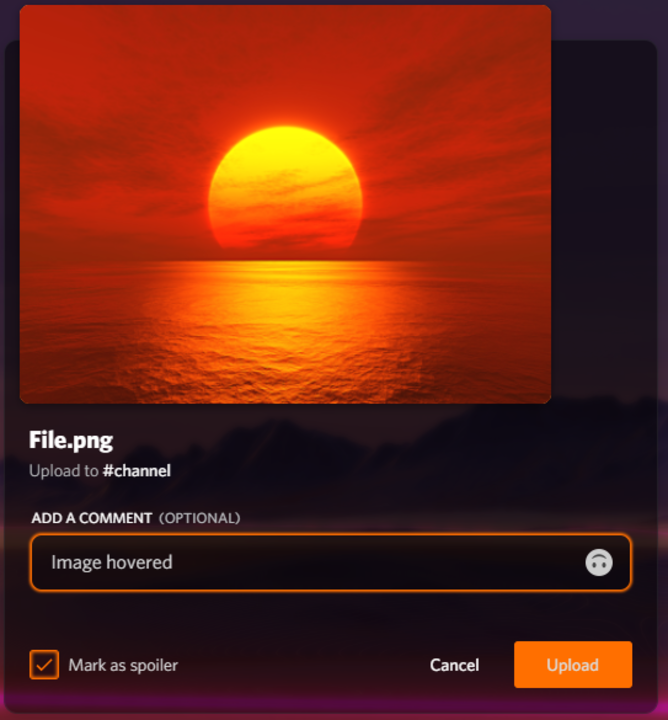 File.png
Upload to #channel
ADD A COMMENT (OPTIONAL)
Image hovered
Mark as spoiler Cancel Upload